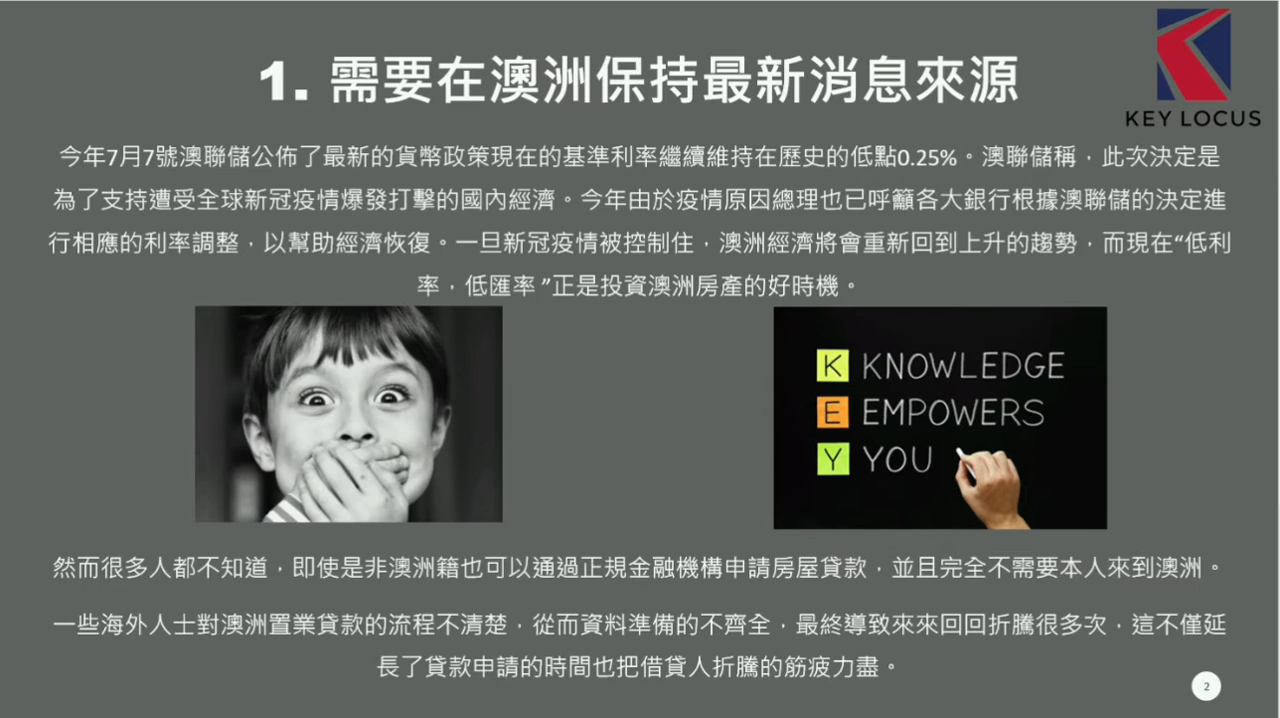 1. 需要在澳洲保持最新消息來源
KEY LOCUS
今年7月7號澳聯儲公佈了最新的貨幣政策現在的基準利率繼續維持在歷史的低點0.25%。澳聯儲稱，此次決定是
為了支持遭受全球新冠疫情爆發打擊的國內經濟。今年由於疫情原因總理也已呼籲各大銀行根據澳聯儲的決定進
行相應的利率調整，以幫助經濟恢復。一旦新冠疫情被控制住，澳洲經濟將會重新回到上升的趨勢，而現在“低利
率，低匯率 ”正是投資澳洲房產的好時機。
K KNOWLEDGE
E EMPOWERS
Y YOU
然而很多人都不知道，即使是非澳洲籍也可以通過正規金融機構申請房屋貸款，並且完全不需要本人來到澳洲。
一些海外人士對澳洲置業貸款的流程不清楚，從而資料準備的不齊全，最終導致來來回回折騰很多次，這不僅延
長了貸款申請的時間也把借貸人折騰的筋疲力盡。
2